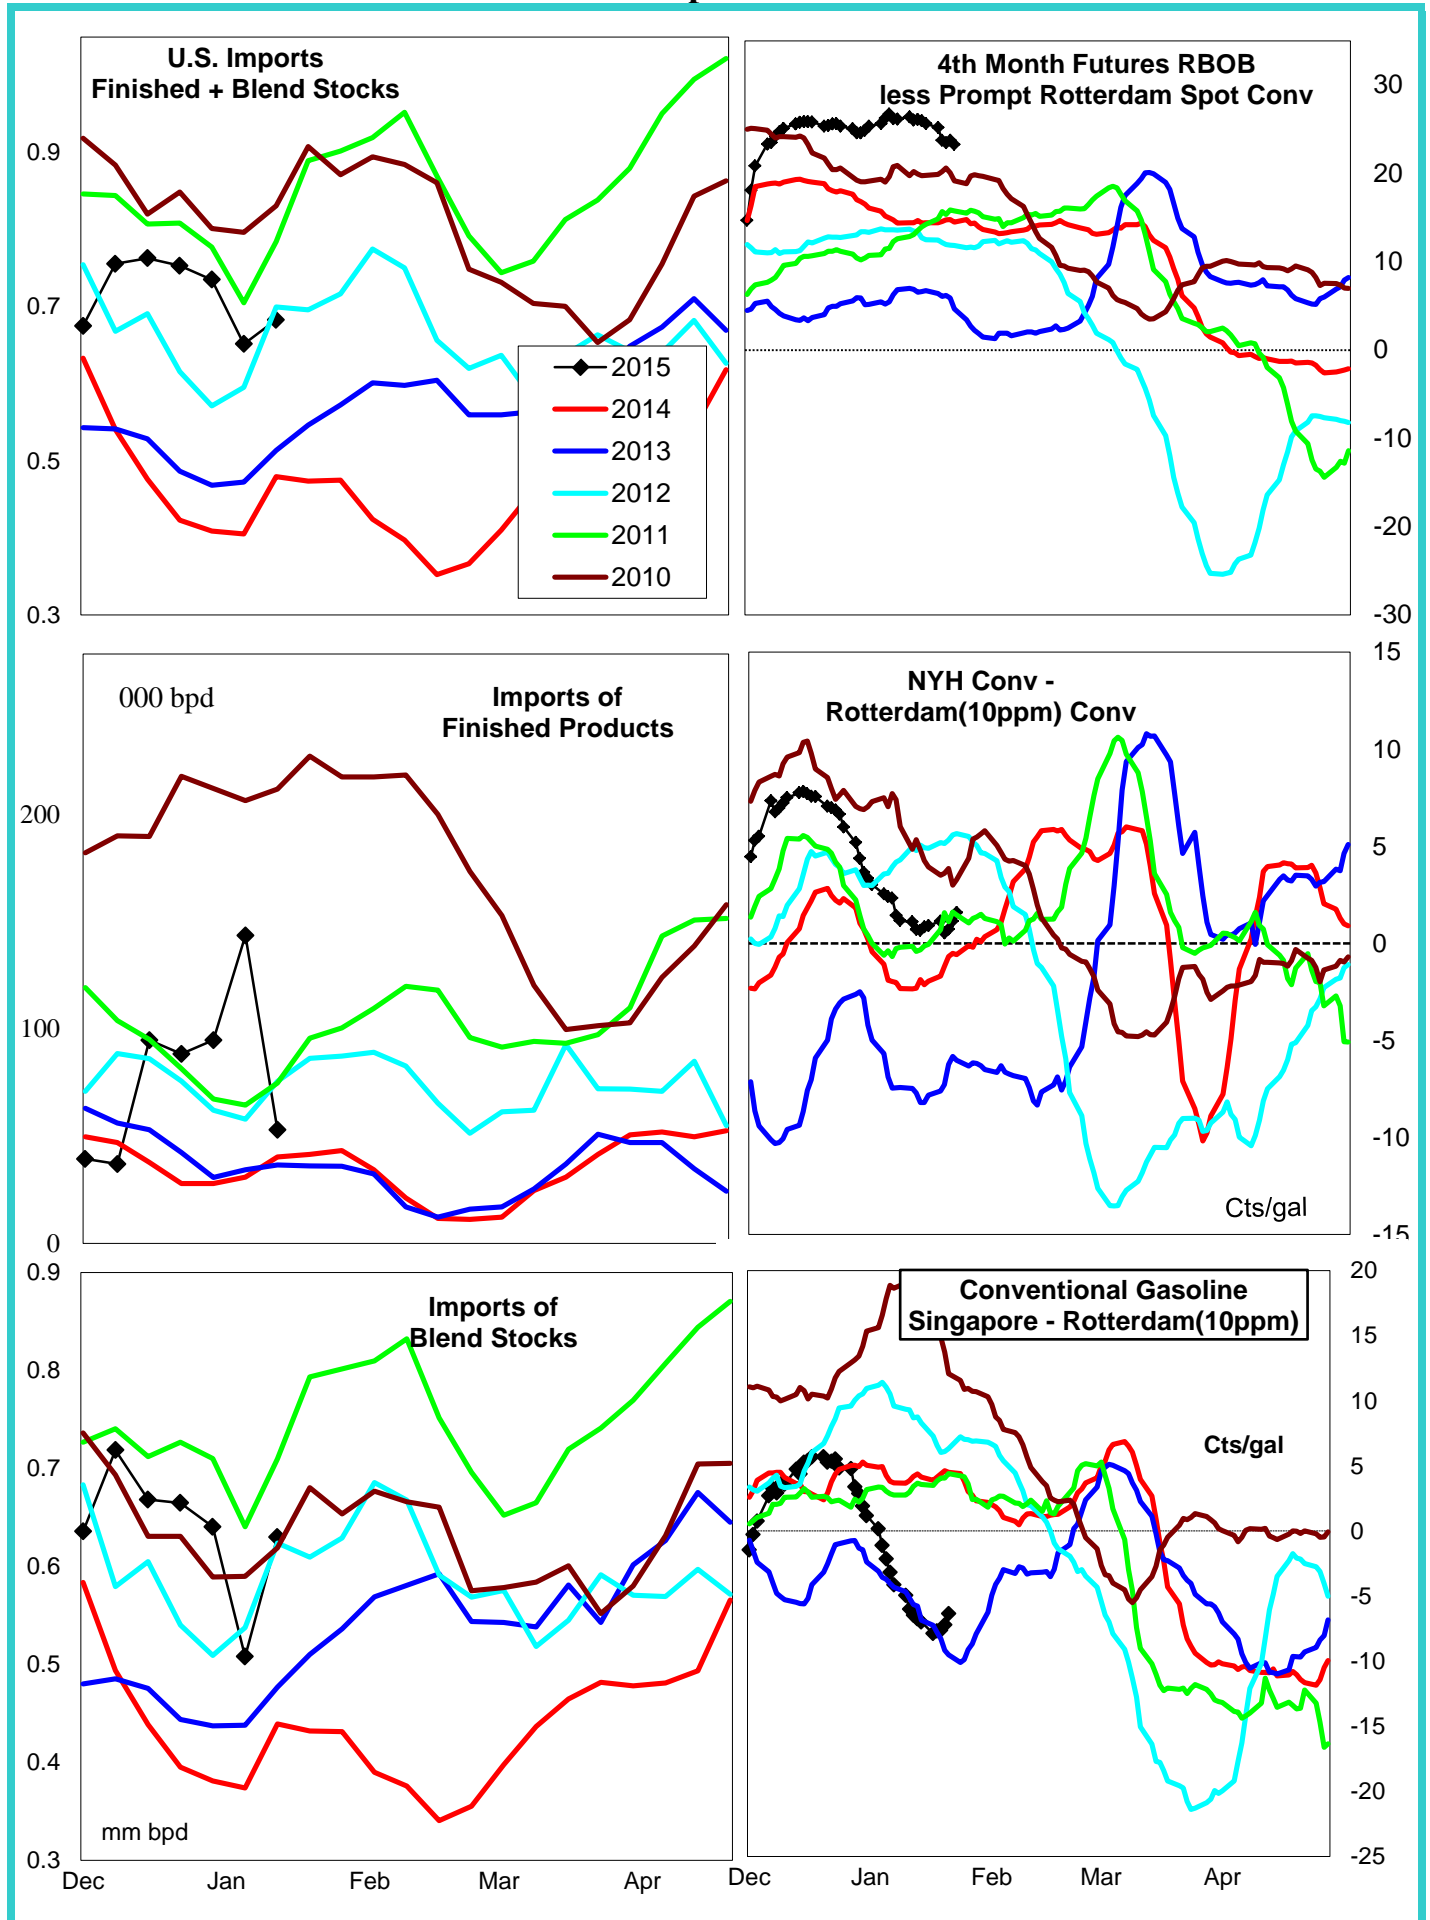 U.S. Imports
Finished + Blend Stocks
0.9
0.7
0.5
0.3
2015
2014
2013
2012
2011
2010
4th Month Futures RBOB
less Prompt Rotterdam Spot Conv
30
20
10
0
-10
-20
-30
000 bpd
Imports of
Finished Products
200
100
0
NYH Conv -
Rotterdam(10ppm) Conv
15
10
5
0
-5
-10
-15
Cts/gal
Imports of
Blend Stocks
0.9
0.8
0.7
0.6
0.5
0.4
0.3
mm bpd
Dec Jan Feb Mar Apr
Conventional Gasoline
Singapore - Rotterdam(10ppm)
Cts/gal
20
15
10
5
0
-5
-10
-15
-20
-25
Dec Jan Feb Mar Apr